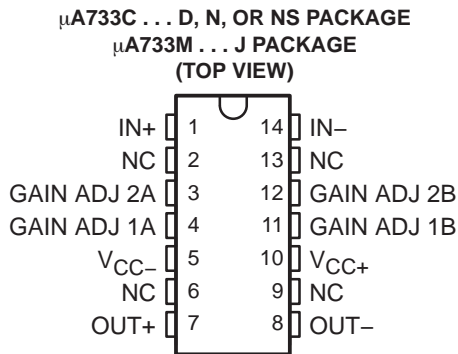 µA733C . . . D, N, OR NS PACKAGE
µA733M . . . J PACKAGE
(TOP VIEW)
IN+ 1 14 IN−
NC 2 13 NC
GAIN ADJ 2A 3 12 GAIN ADJ 2B
GAIN ADJ 1A 4 11 GAIN ADJ 1B
VCC− 5 10 VCC+
NC 6 9 NC
OUT+ 7 8 OUT−